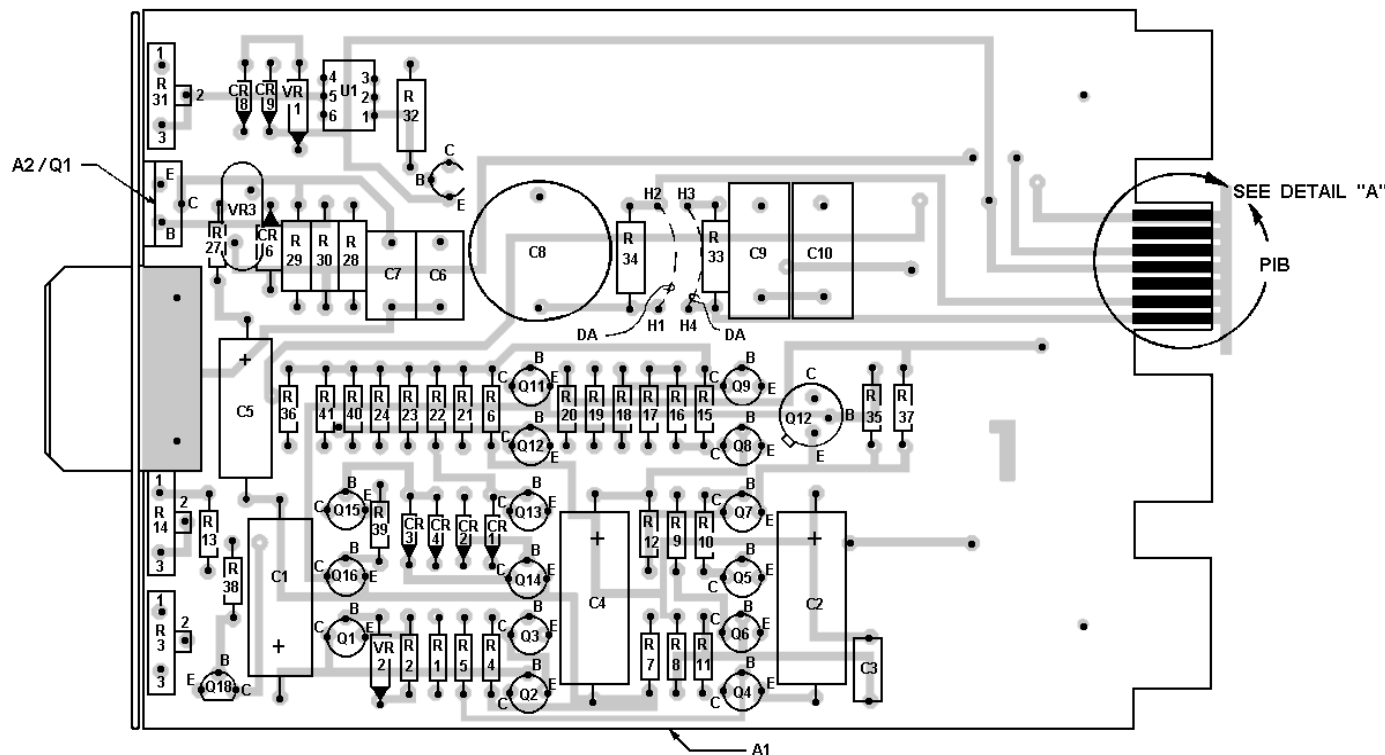 1
R
31
2
3
CR
8
CR
9
VR
1
4
5
6
U1
3
2
1
R
32
A2/Q1
E
C
B
C
B
E
R
27
VR3
CR
6
R
29
R
30
R
28
C7
C6
C8
R
34
H2
H3
H1
H4
DA
DA
R
33
C9
C10
SEE DETAIL "A"
PIB
C5
+
R
36
R
41
R
40
R
24
R
23
R
22
R
21
R
6
B
C
Q11
E
R
20
R
19
R
18
R
17
R
16
R
15
B
C
Q9
E
C
Q12
B
E
R
35
R
37
B
C
Q12
E
B
C
Q8
E
1
1
R
14
2
3
R
13
R
38
C1
+
B
C
Q15
E
R
39
CR
3
CR
4
CR
2
CR
1
B
C
Q13
E
C4
+
R
12
R
9
R
10
B
C
Q7
E
C2
+
B
C
Q16
E
B
C
Q14
E
B
C
Q5
E
1
R
3
2
3
B
E
Q18
C
B
C
Q1
E
VR
2
R
2
R
1
R
5
R
4
B
C
Q3
E
R
7
R
8
R
11
B
C
Q6
E
C3
B
C
Q2
E
B
C
Q4
E
A1